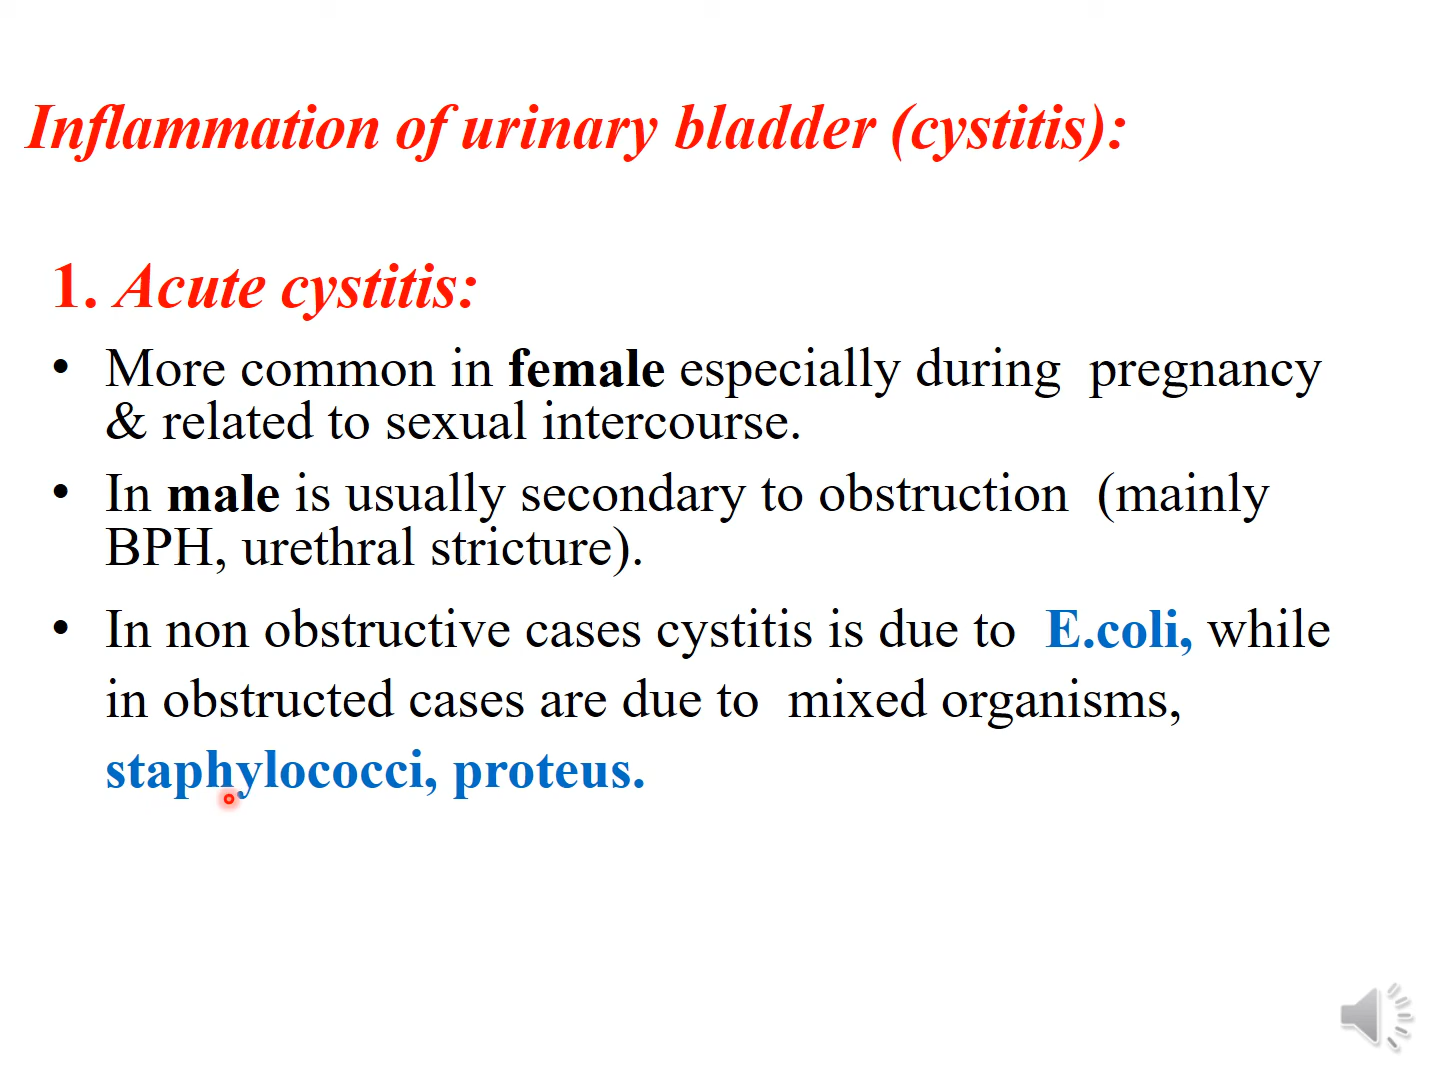 Inflammation of urinary bladder (cystitis):
1. Acute cystitis:
• More common in female especially during pregnancy
& related to sexual intercourse.
• In male is usually secondary to obstruction (mainly
BPH, urethral stricture).
• In non obstructive cases cystitis is due to E.coli, while
in obstructed cases are due to mixed organisms,
staphylococci, proteus.